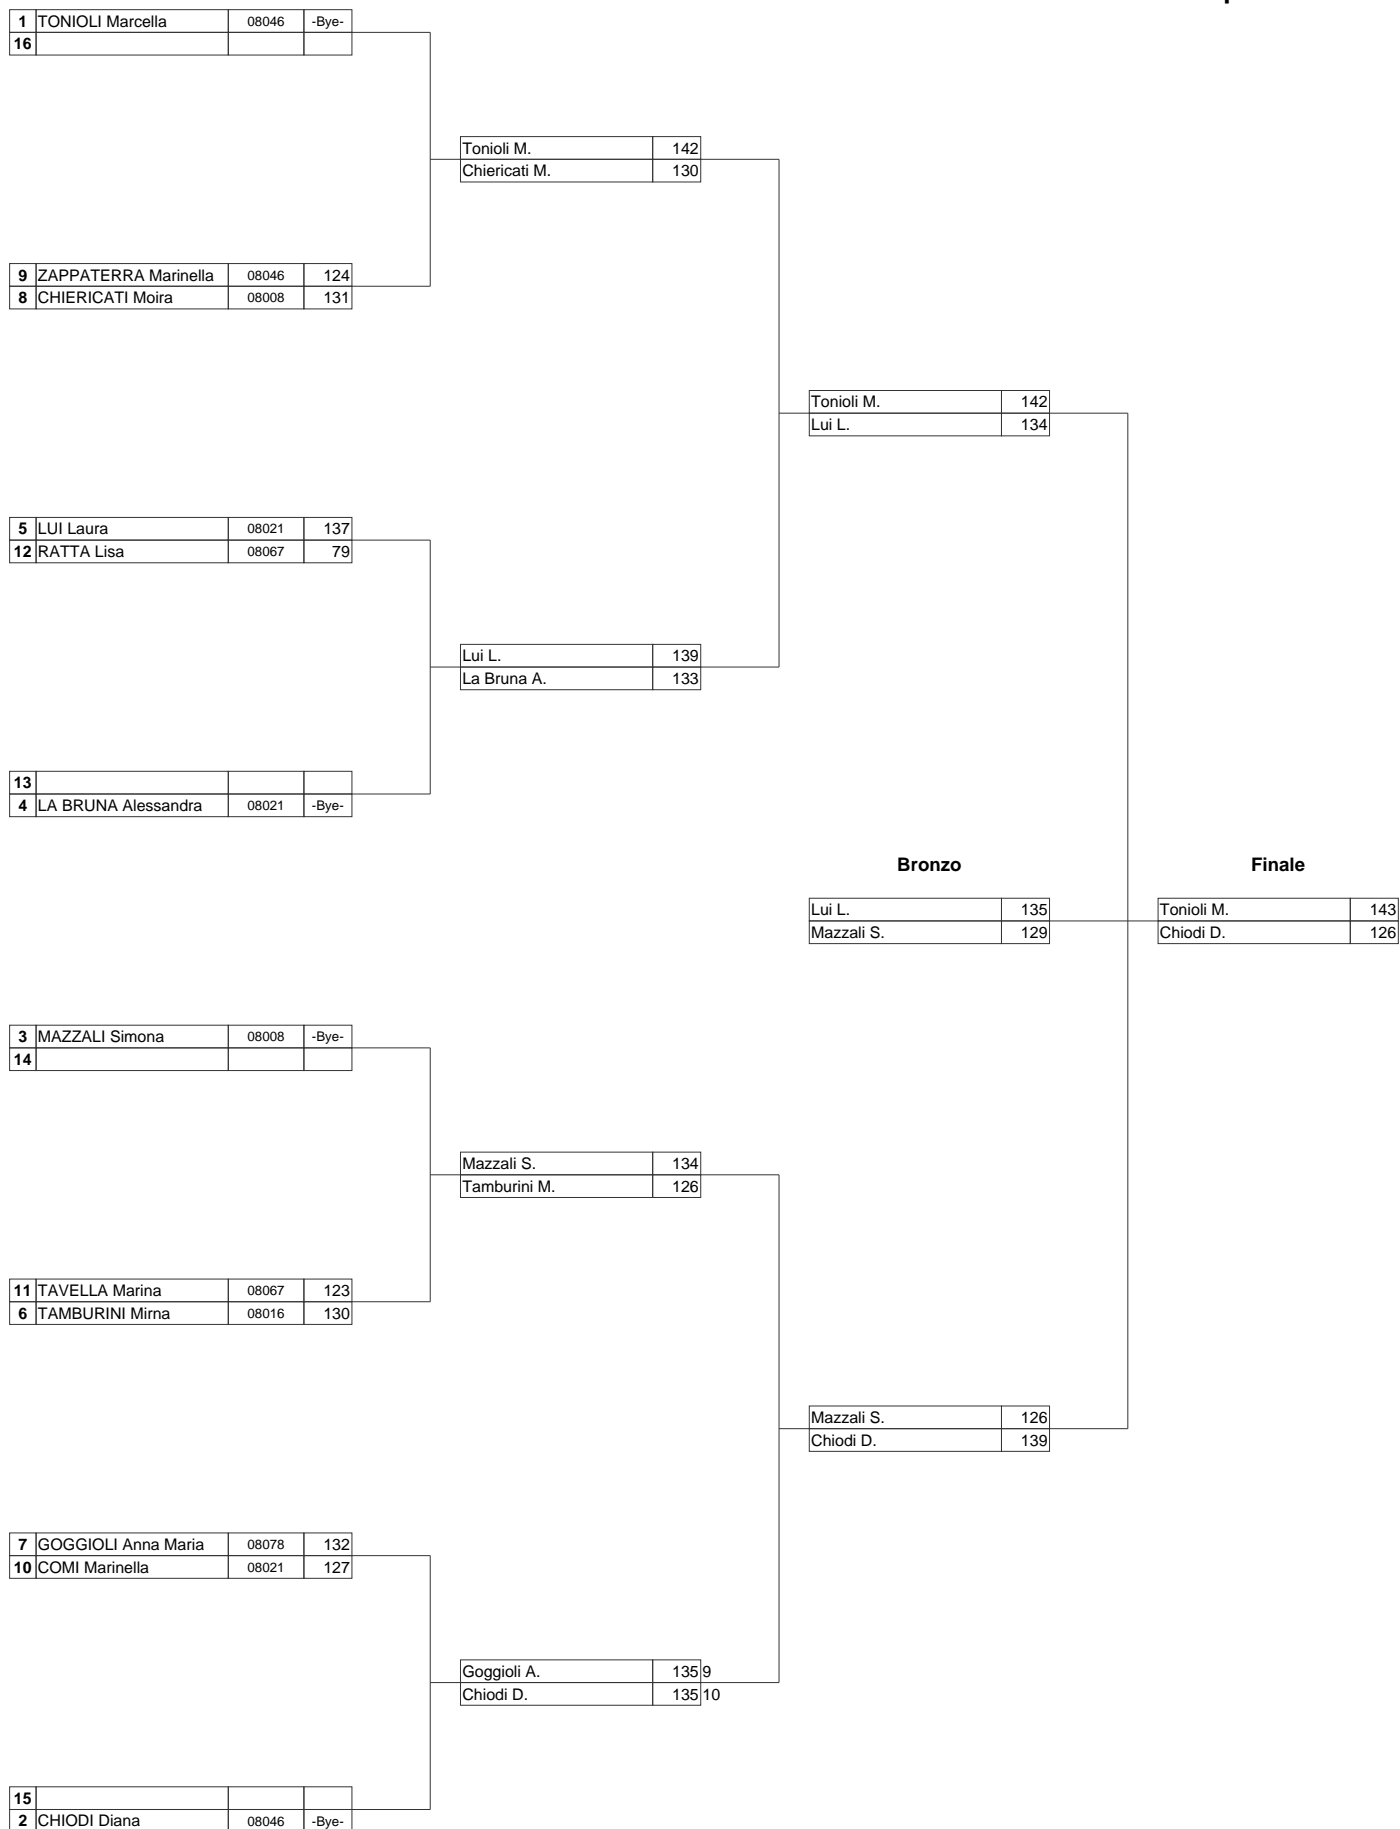 1 TONIOLI Marcella 08046 -Bye-
16
Tonioli M. 142
Chiericati M. 130
9 ZAPPATERRA Marinella 08046 124
8 CHIERICATI Moira 08008 131
Tonioli M. 142
Lui L. 134
5 LUI Laura 08021 137
12 RATTA Lisa 08067 79
Lui L. 139
La Bruna A. 133
13
4 LA BRUNA Alessandra 08021 -Bye-
Bronzo Finale
Lui L. 135 Tonioli M. 143
Mazzali S. 129 Chiodi D. 126
3 MAZZALI Simona 08008 -Bye-
14
Mazzali S. 134
Tamburini M. 126
11 TAVELLA Marina 08067 123
6 TAMBURINI Mirna 08016 130
Mazzali S. 126
Chiodi D. 139
7 GOGGIOLI Anna Maria 08078 132
10 COMI Marinella 08021 127
Goggioli A. 135 9
Chiodi D. 135 10
15
2 CHIODI Diana 08046 -Bye-